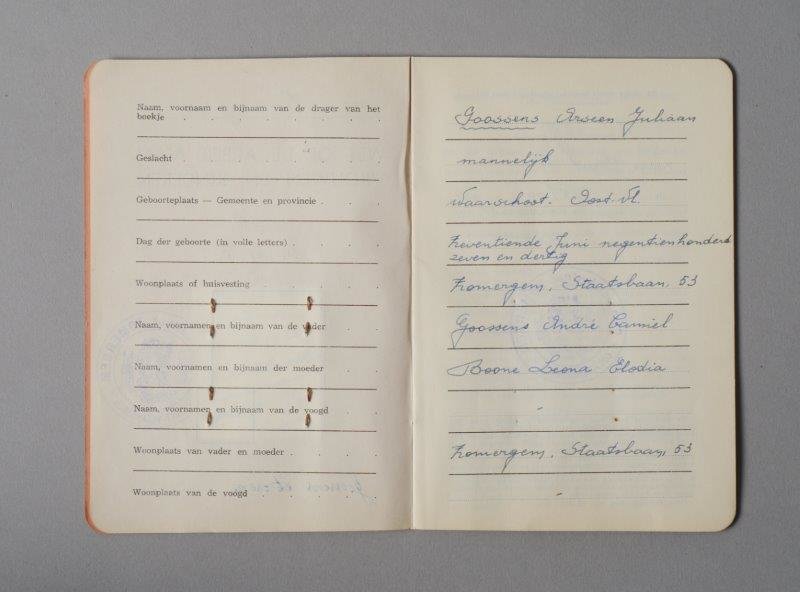 Naam, voornaam en bijnaam van de drager van het
boekje . . . . . . .
Geslacht . . . . . . .
Geboorteplaats — Gemeente en provincie . . .
Dag der geboorte (in volle letters) . . . .
Woonplaats of huisvesting . . .
Naam, voornamen en bijnaam van de vader .
Naam, voornamen en bijnaam der moeder . .
Naam, voornamen en bijnaam van de voogd . .
Woonplaats van vader en moeder . . . .
Woonplaats van de voogd . . . . .
Goossens Arseen Juliaan
mannelijk
Waarschoot. Oost. Vl.
Zeventiende Juni negentienhonderd
zeven en dertig
Zomergem, Staatsbaan, 53
Goossens André Camiel
Boone Leona Elodia
-
Zomergem, Staatsbaan, 53
-